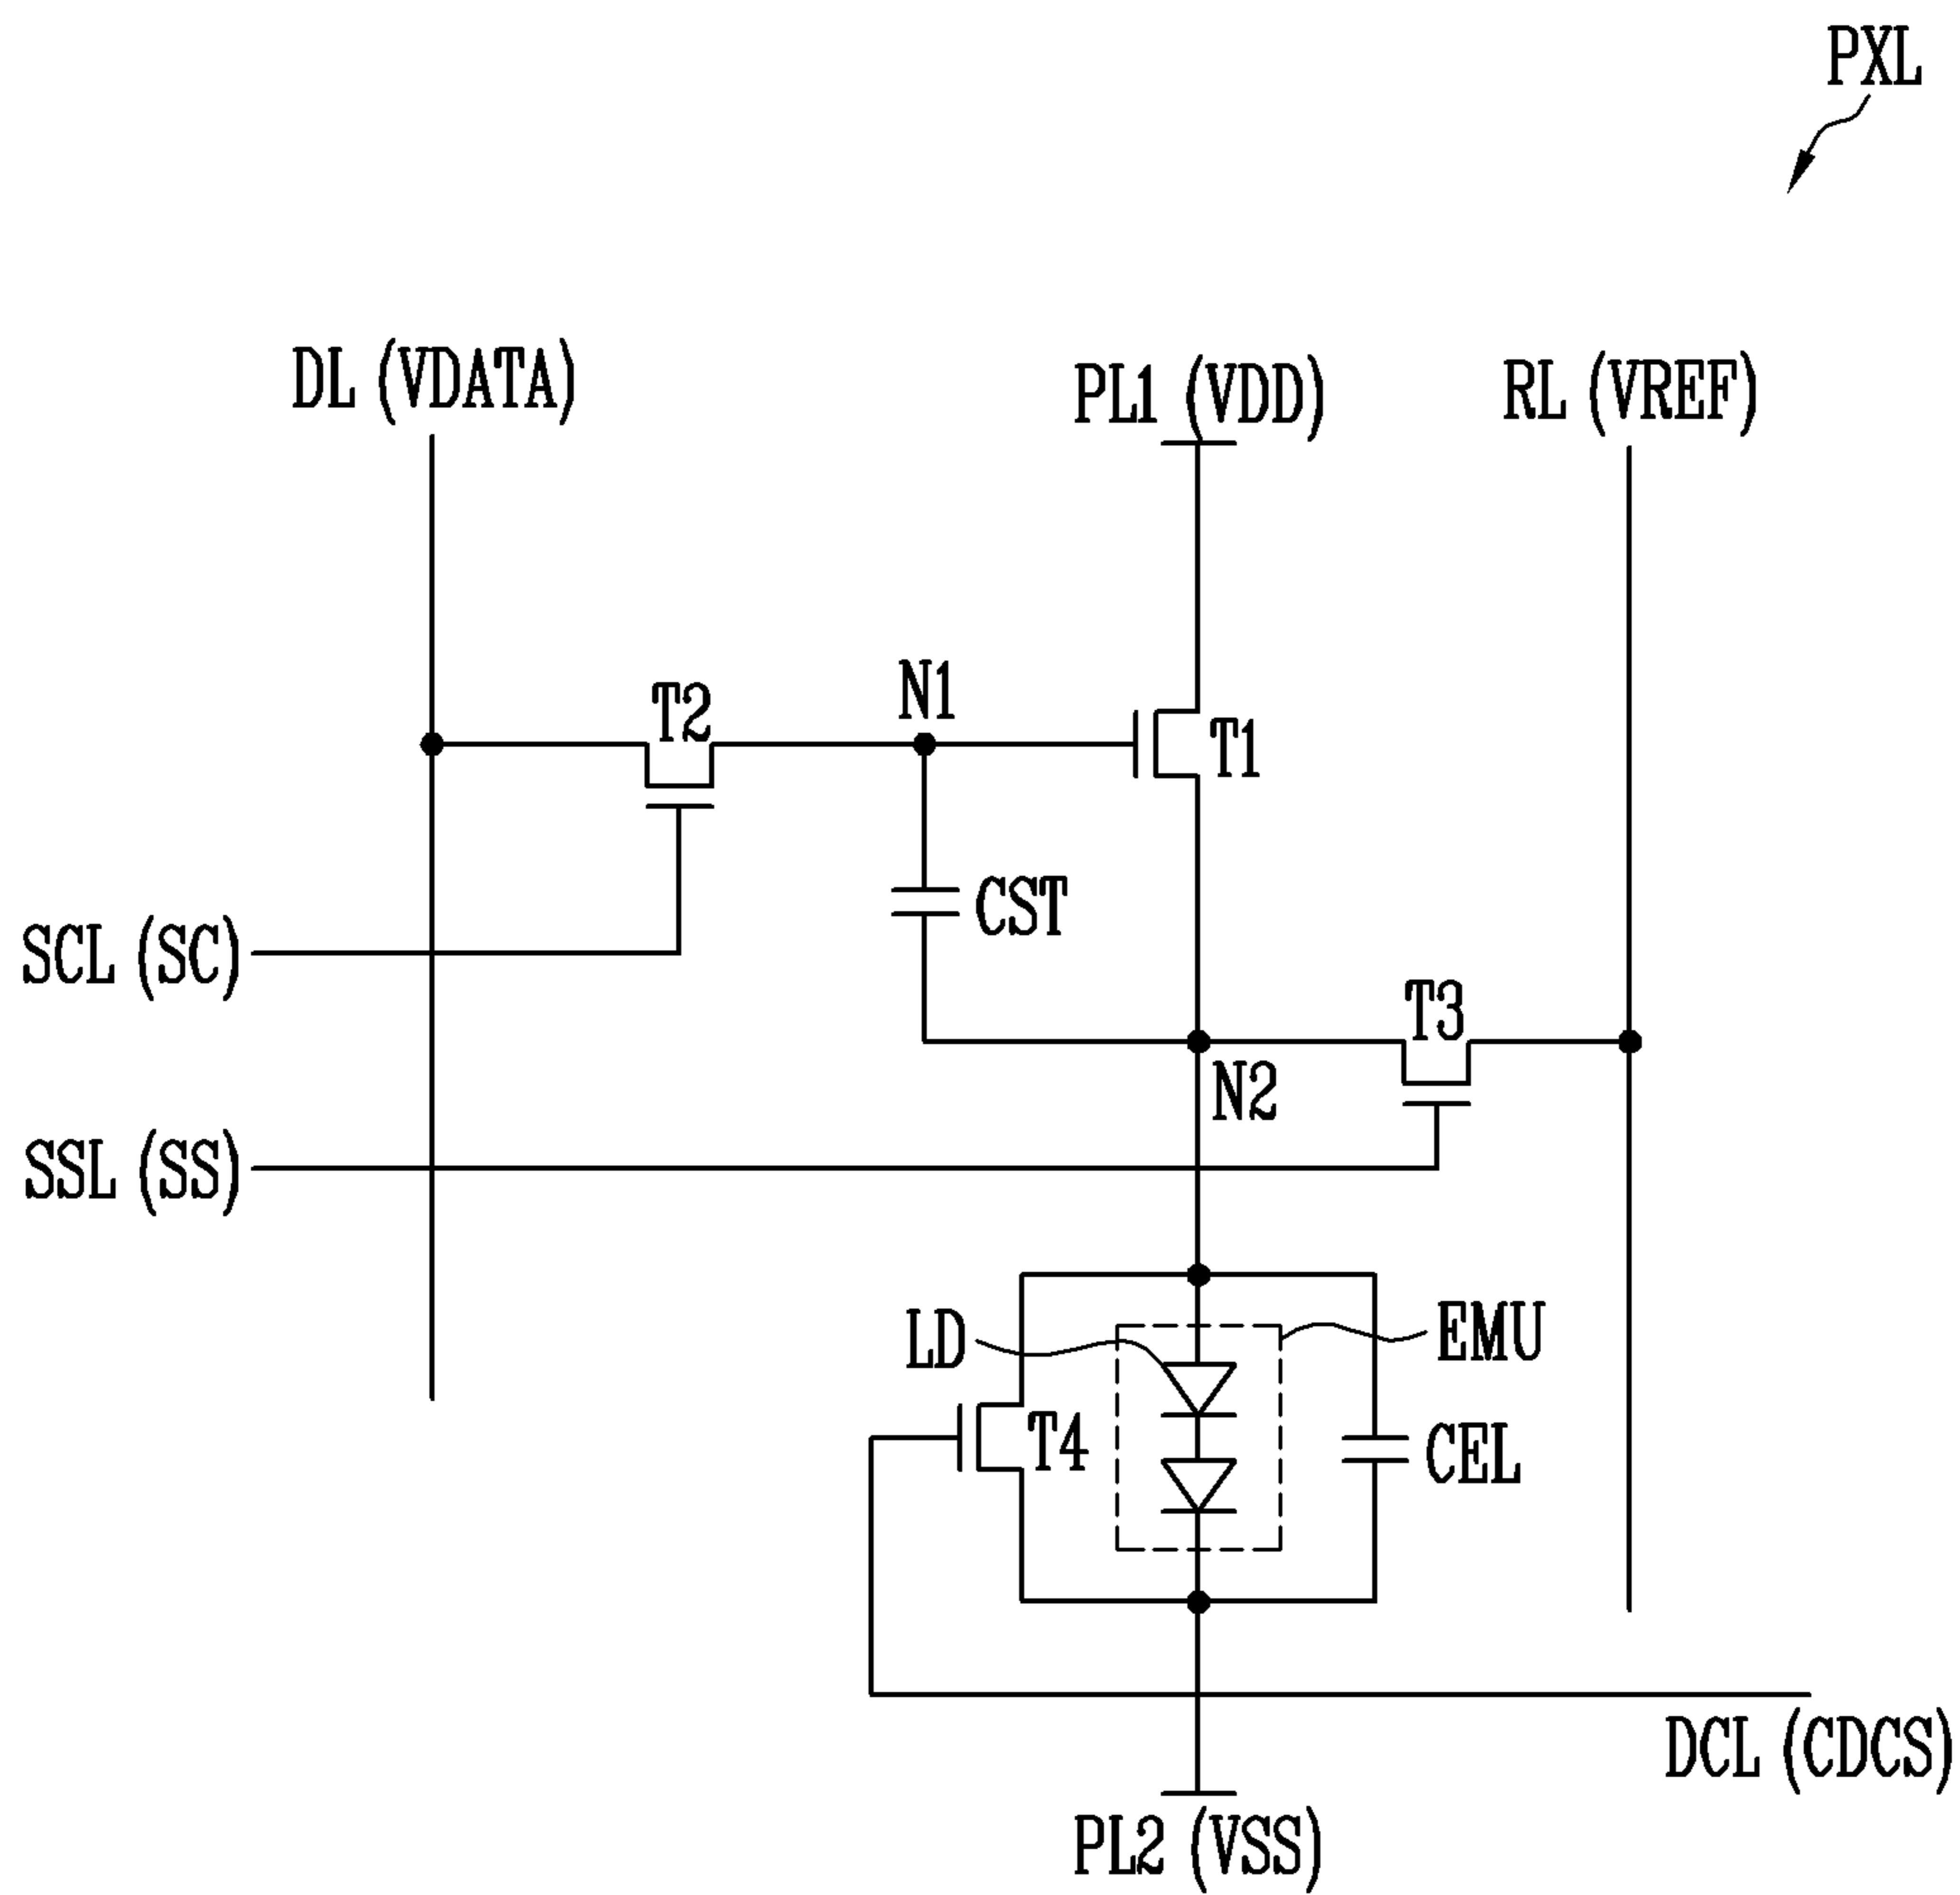 PXL
DL (VDATA)
PL1 (VDD)
RL (VREF)
T2
N1
T1
CST
SCL (SC)
T3
N2
SSL (SS)
LD
EMU
T4
CEL
DCL (CDCS)
PL2 (VSS)